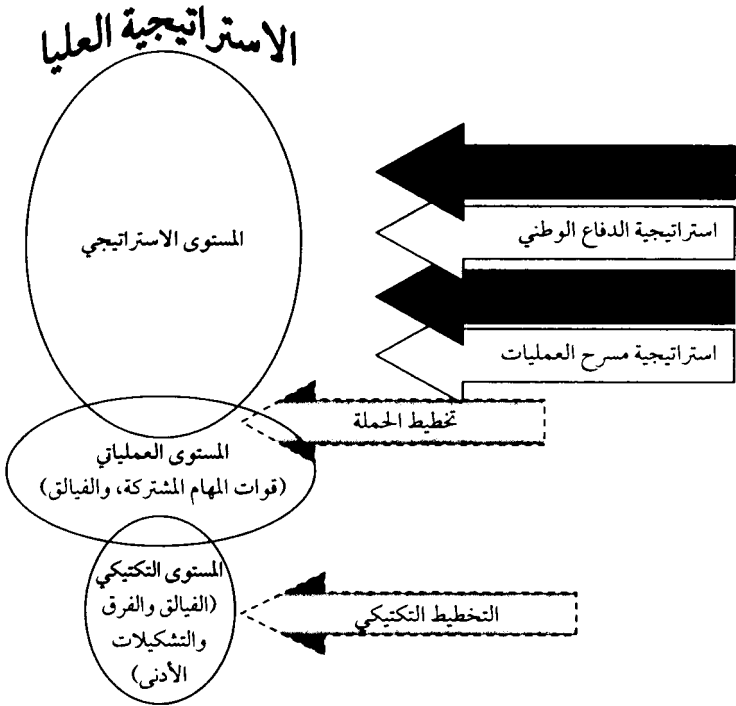 الاستراتيجية العليا
المستوى الاستراتيجي
استراتيجية الدفاع الوطني
استراتيجية مسرح العمليات
تخطيط الحملة
المستوى العملياتي
(قوات المهام المشتركة، والفيالق)
المستوى التكتيكي
(الفيالق والفرق
والتشكيلات
الأدنى)
التخطيط التكتيكي